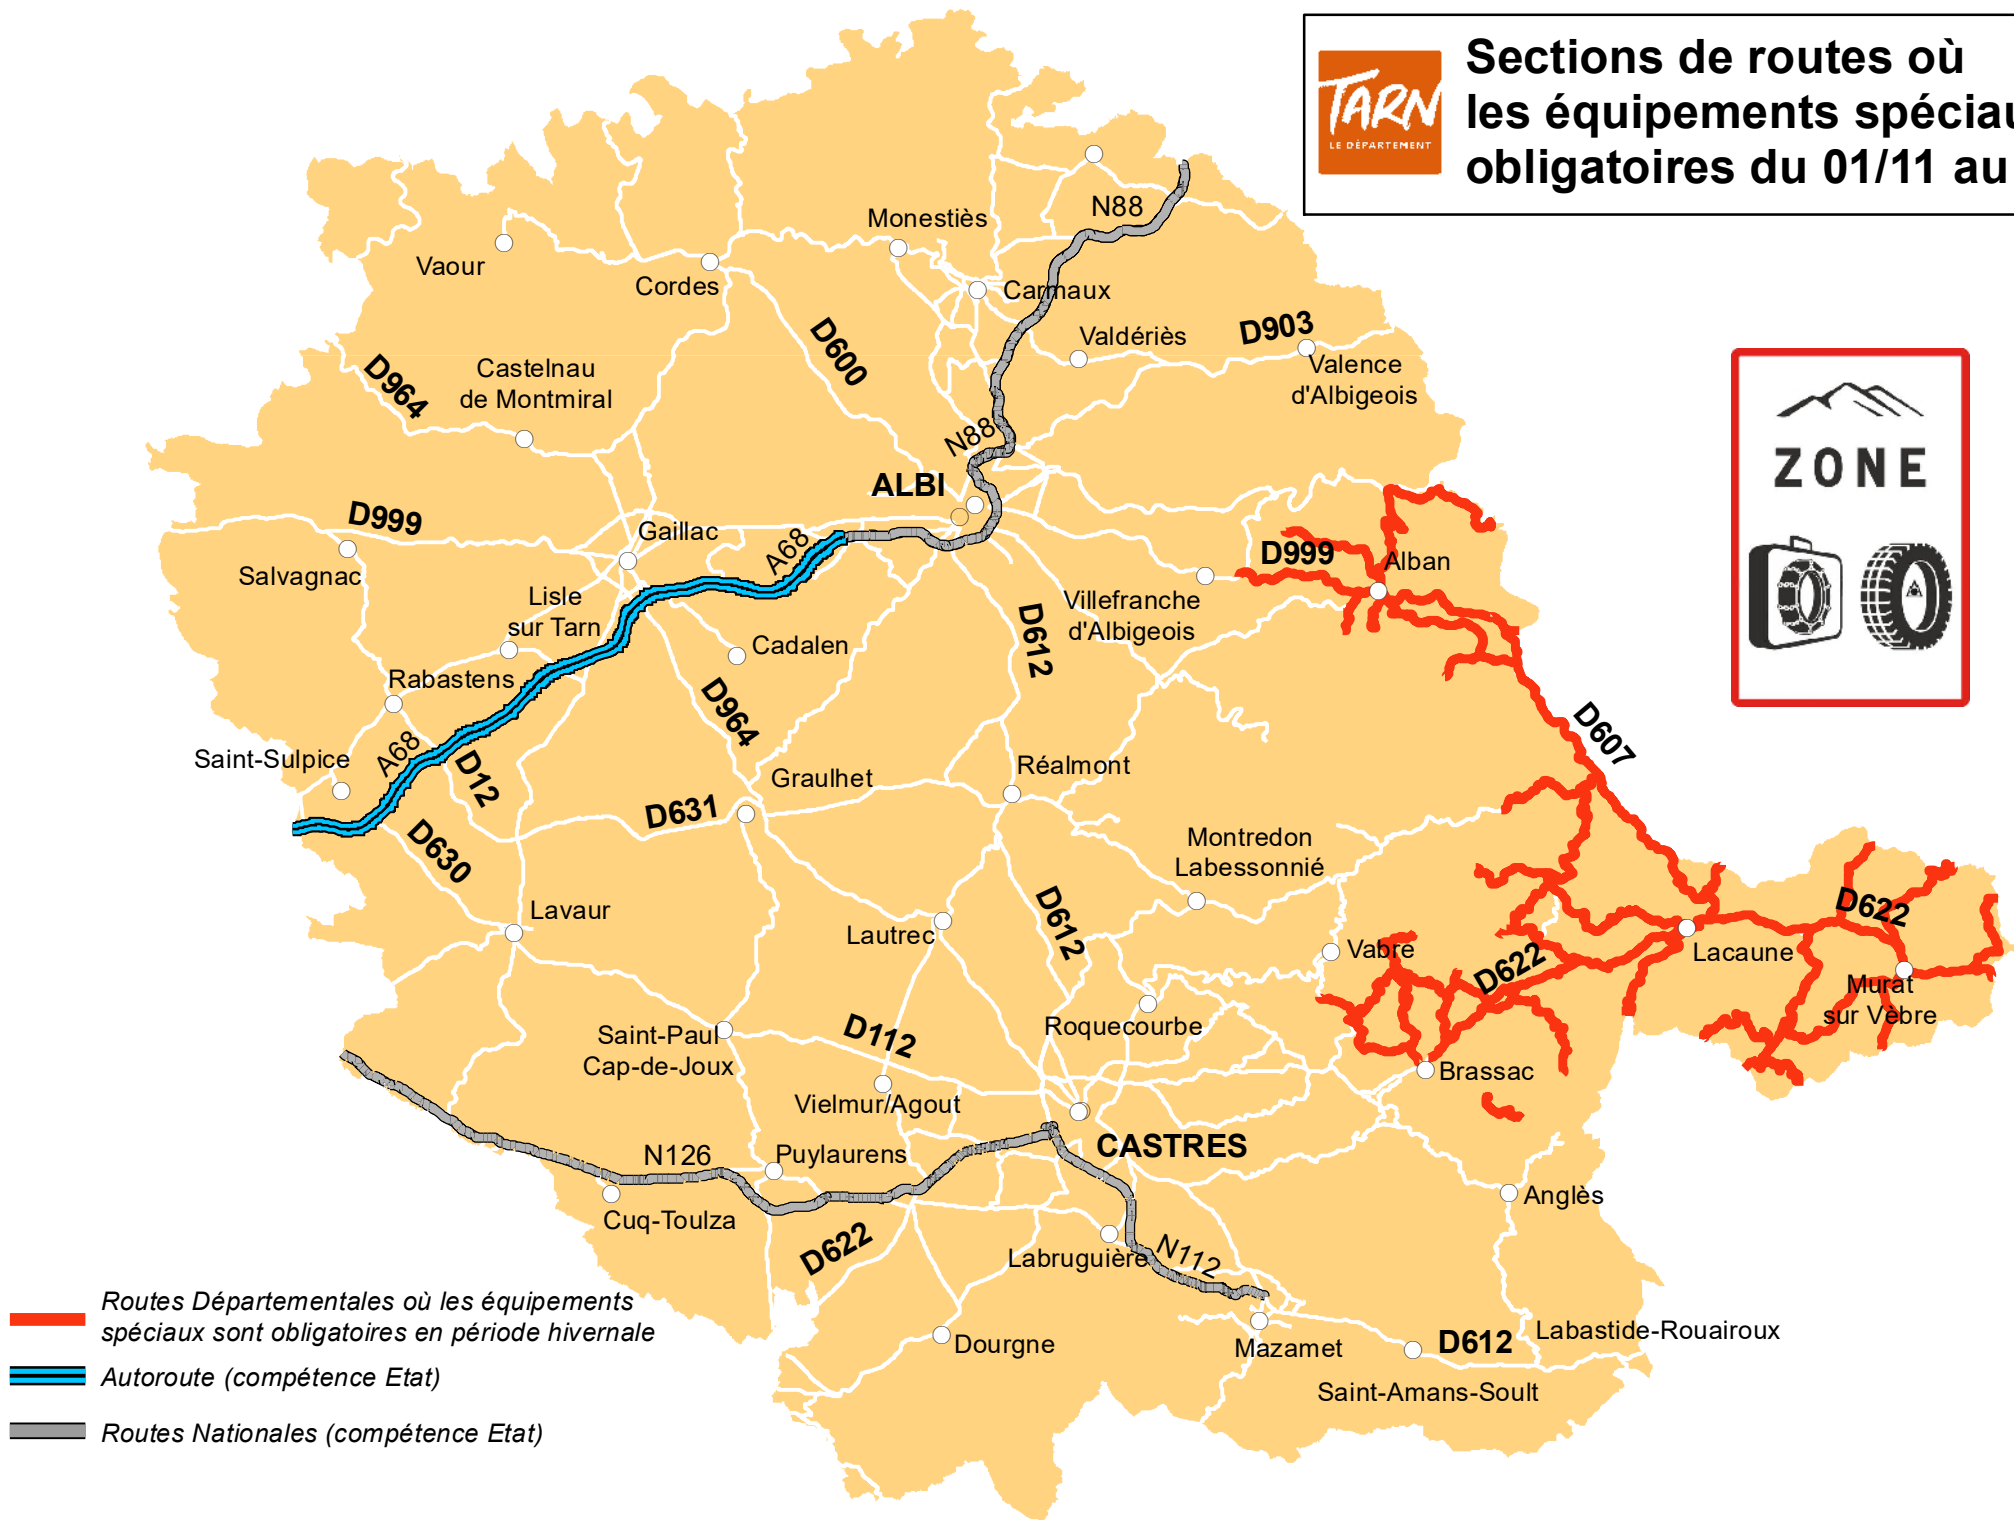 TARN
LE DÉPARTEMENT
Sections de routes où
les équipements spéciau
obligatoires du 01/11 au
N88
Monestiès
Vaour
Cordes
Carmaux
D600
Valdériès
D903
Valence
d'Albigeois
D964
Castelnau
de Montmiral
N88
ALBI
ZONE
D999
Gaillac
A68
Salvagnac
D999
Alban
Lisle
sur Tarn
Villefranche
d'Albigeois
D612
Cadalen
Rabastens
D964
D607
Saint-Sulpice
A68
D12
Graulhet
Réalmont
D631
D630
Montredon
Labessonnié
Lavaur
Lautrec
D612
Vabre
D622
D622
Lacaune
Murat
sur Vèbre
Saint-Paul
Cap-de-Joux
D112
Roquecourbe
Brassac
Vielmur/Agout
CASTRES
N126
Puylaurens
Anglès
Cuq-Toulza
D622
Labruguière
N112
Dourgne
Mazamet
D612
Labastide-Rouairoux
Saint-Amans-Soult
Routes Départementales où les équipements
spéciaux sont obligatoires en période hivernale
Autoroute (compétence Etat)
Routes Nationales (compétence Etat)